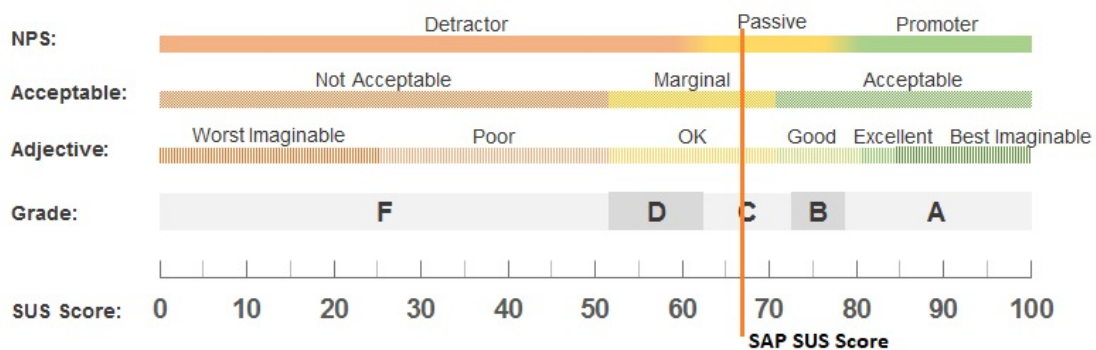 NPS: Detractor Passive Promoter
Acceptable: Not Acceptable Marginal Acceptable
Adjective: Worst Imaginable Poor OK Good Excellent Best Imaginable
Grade: F D C B A
SUS Score: 0 10 20 30 40 50 60 70 80 90 100
SAP SUS Score